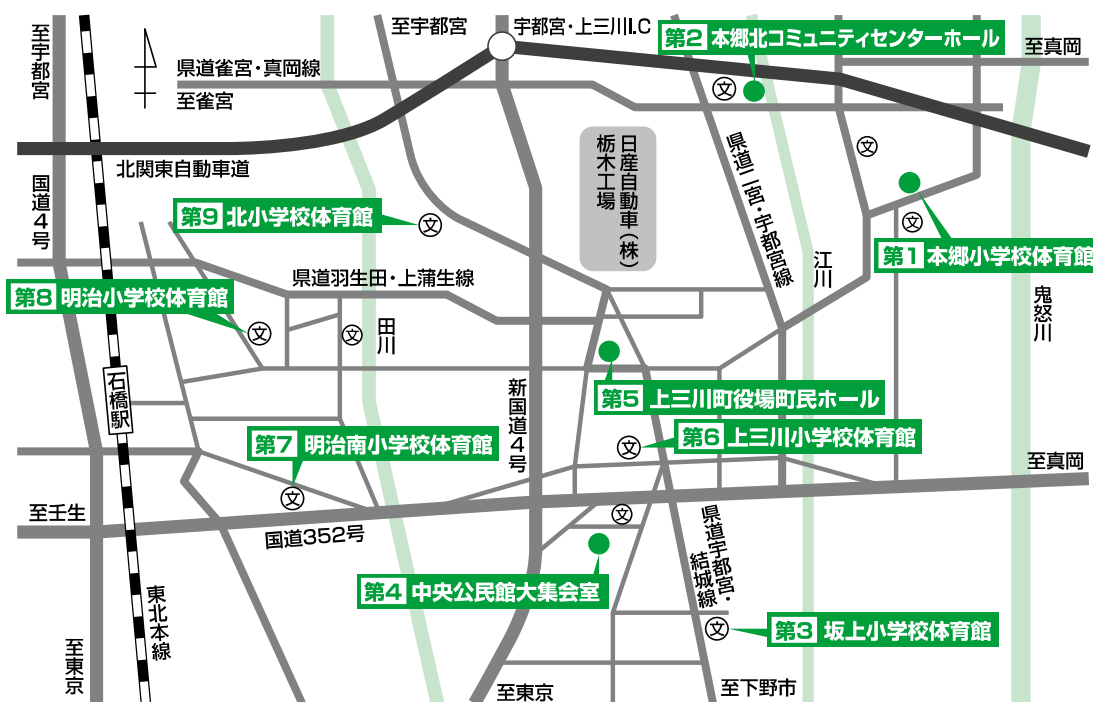 至宇都宮
至宇都宮
宇都宮・上三川I.C
第2 本郷北コミュニティセンターホール
至真岡
県道雀宮・真岡線
至雀宮
文
文
北関東自動車道
国道4号
日産自動車(株)
栃木工場
県道二宮・宇都宮線
第9 北小学校体育館
文
文
第1 本郷小学校体育館
江川
県道羽生田・上蒲生線
第8 明治小学校体育館
文
文
田川
鬼怒川
石橋駅
新国道4号
第5 上三川町役場町民ホール
第7 明治南小学校体育館
文
第6 上三川小学校体育館
文
至真岡
至壬生
国道352号
文
県道宇都宮・
結城線
第4 中央公民館大集会室
東北本線
文
第3 坂上小学校体育館
至東京
至東京
至下野市